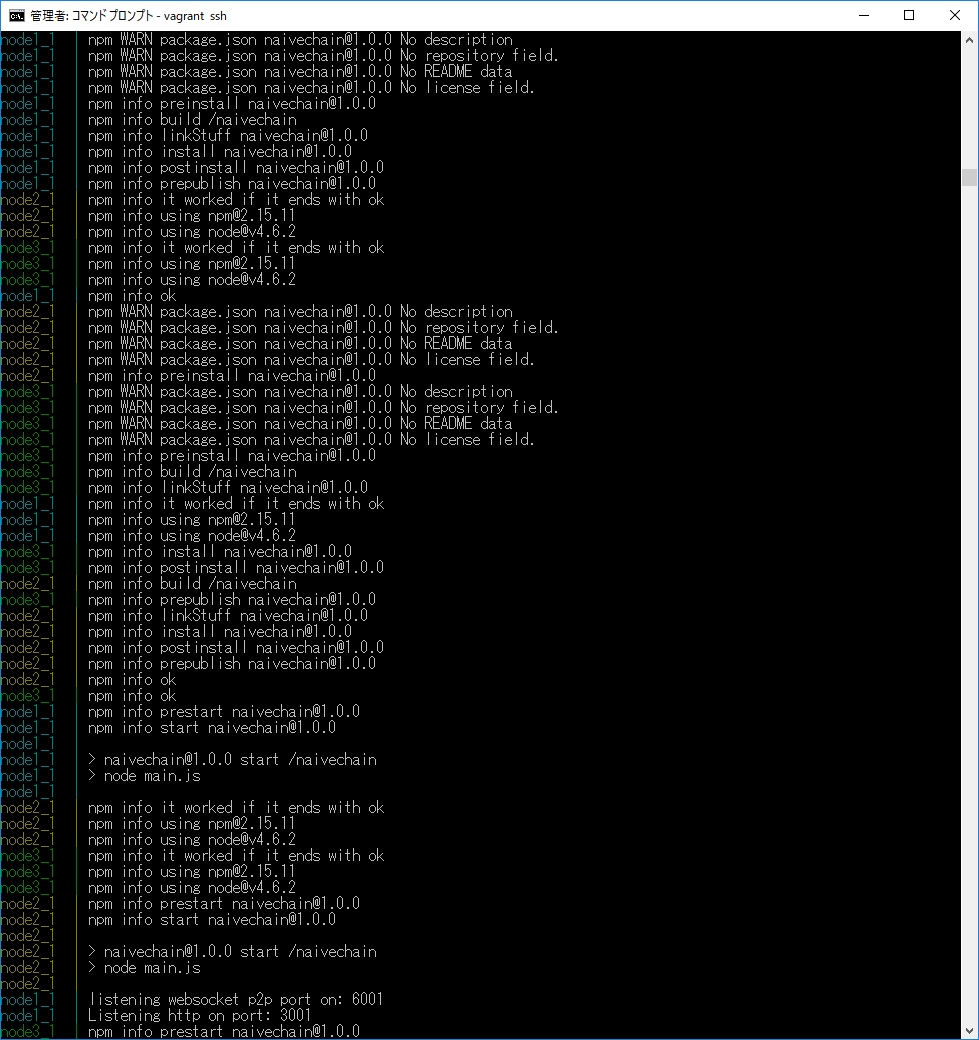 管理者: コマンド プロンプト - vagrant ssh
node1_1 | npm WARN package.json naivechain@1.0.0 No description
node1_1 | npm WARN package.json naivechain@1.0.0 No repository field.
node1_1 | npm WARN package.json naivechain@1.0.0 No README data
node1_1 | npm WARN package.json naivechain@1.0.0 No license field.
node1_1 | npm info preinstall naivechain@1.0.0
node1_1 | npm info build /naivechain
node1_1 | npm info linkStuff naivechain@1.0.0
node1_1 | npm info install naivechain@1.0.0
node1_1 | npm info postinstall naivechain@1.0.0
node1_1 | npm info prepublish naivechain@1.0.0
node2_1 | npm info it worked if it ends with ok
node2_1 | npm info using npm@2.15.11
node2_1 | npm info using node@v4.6.2
node3_1 | npm info it worked if it ends with ok
node3_1 | npm info using npm@2.15.11
node3_1 | npm info using node@v4.6.2
node1_1 | npm info ok
node2_1 | npm WARN package.json naivechain@1.0.0 No description
node2_1 | npm WARN package.json naivechain@1.0.0 No repository field.
node2_1 | npm WARN package.json naivechain@1.0.0 No README data
node2_1 | npm WARN package.json naivechain@1.0.0 No license field.
node2_1 | npm info preinstall naivechain@1.0.0
node3_1 | npm WARN package.json naivechain@1.0.0 No description
node3_1 | npm WARN package.json naivechain@1.0.0 No repository field.
node3_1 | npm WARN package.json naivechain@1.0.0 No README data
node3_1 | npm WARN package.json naivechain@1.0.0 No license field.
node3_1 | npm info preinstall naivechain@1.0.0
node3_1 | npm info build /naivechain
node3_1 | npm info linkStuff naivechain@1.0.0
node1_1 | npm info it worked if it ends with ok
node1_1 | npm info using npm@2.15.11
node1_1 | npm info using node@v4.6.2
node3_1 | npm info install naivechain@1.0.0
node3_1 | npm info postinstall naivechain@1.0.0
node2_1 | npm info build /naivechain
node3_1 | npm info prepublish naivechain@1.0.0
node2_1 | npm info linkStuff naivechain@1.0.0
node2_1 | npm info install naivechain@1.0.0
node2_1 | npm info postinstall naivechain@1.0.0
node2_1 | npm info prepublish naivechain@1.0.0
node2_1 | npm info ok
node3_1 | npm info ok
node1_1 | npm info prestart naivechain@1.0.0
node1_1 | npm info start naivechain@1.0.0
node1_1 |
node1_1 | > naivechain@1.0.0 start /naivechain
node1_1 | > node main.js
node1_1 |
node2_1 | npm info it worked if it ends with ok
node2_1 | npm info using npm@2.15.11
node2_1 | npm info using node@v4.6.2
node3_1 | npm info it worked if it ends with ok
node3_1 | npm info using npm@2.15.11
node3_1 | npm info using node@v4.6.2
node2_1 | npm info prestart naivechain@1.0.0
node2_1 | npm info start naivechain@1.0.0
node2_1 |
node2_1 | > naivechain@1.0.0 start /naivechain
node2_1 | > node main.js
node2_1 |
node1_1 | listening websocket p2p port on: 6001
node1_1 | Listening http on port: 3001
node3_1 | npm info prestart naivechain@1.0.0